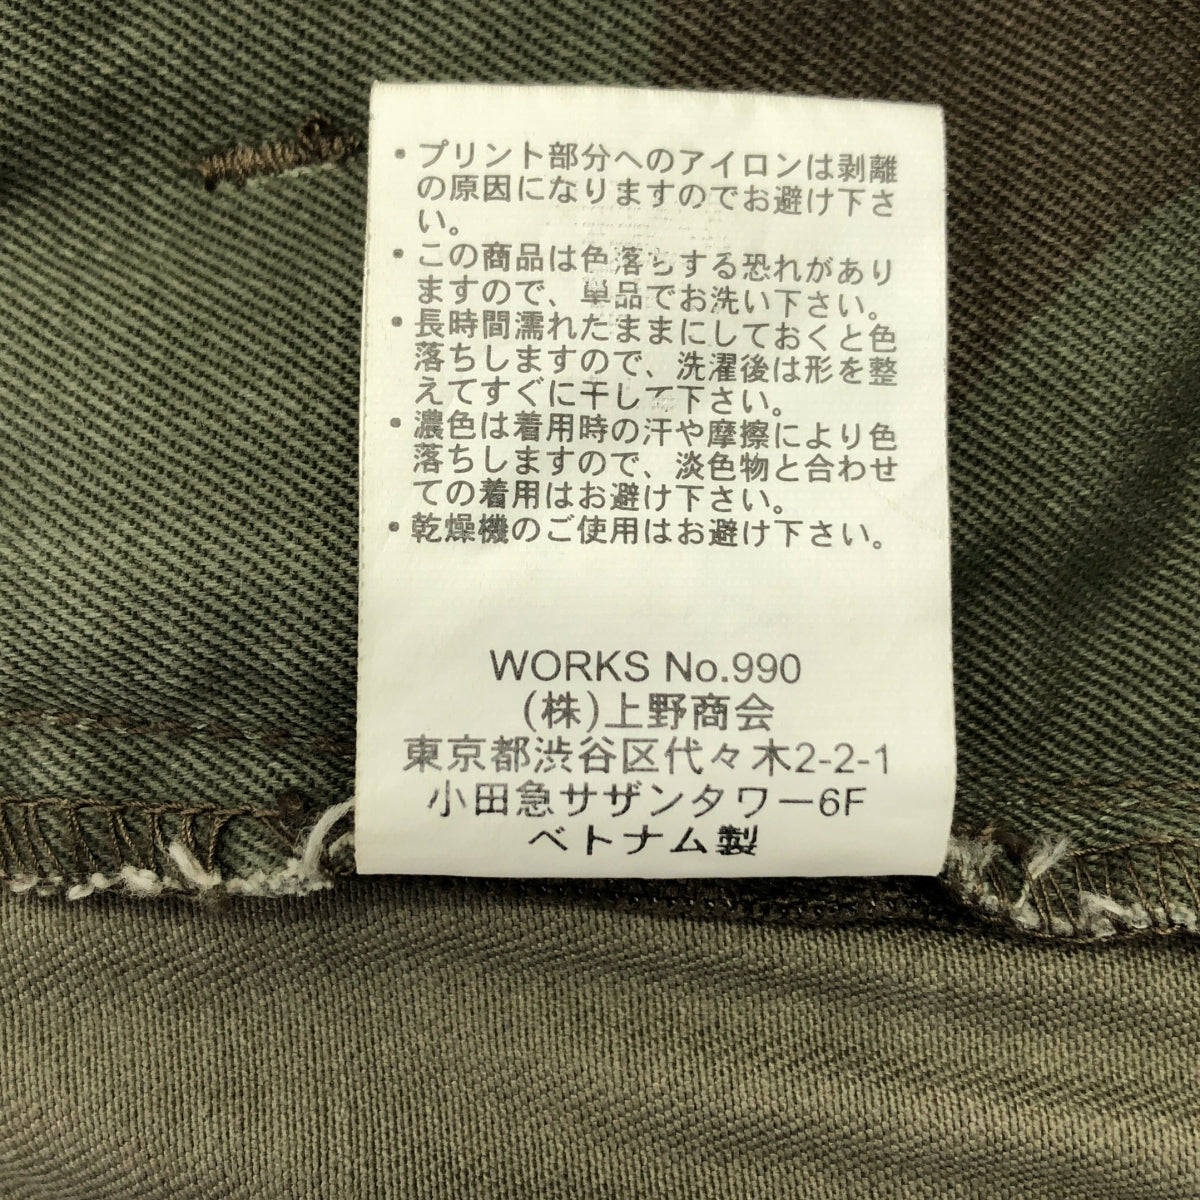 ・プリント部分へのアイロンは剥離
の原因になりますのでお避け下さ
い。
・この商品は色落ちする恐れがあり
ますので、単品でお洗い下さい。
・長時間濡れたままにしておくと色
落ちしますので、洗濯後は形を整
えてすぐに干して下さい。
・濃色は着用時の汗や摩擦により色
落ちしますので、淡色物と合わせ
ての着用はお避け下さい。
・乾燥機のご使用はお避け下さい。
WORKS No.990
(株)上野商会
東京都渋谷区代々木2-2-1
小田急サザンタワー6F
ベトナム製